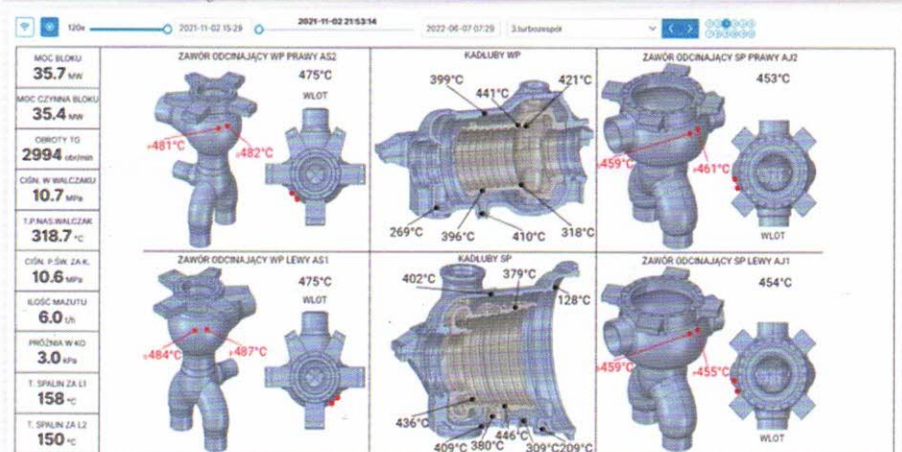 120x
2021-11-02 15:29
2021-11-02 21:53:14
2022-06-07 07:29
3.turbozespół
MOC BLOKU
35.7 MW
MOC CZYNNA BLOKU
35.4 MW
OBROTY TG
2994 obr/min
CIŚN. W WALCZAKU
10.7 MPa
T.P.NAS.WALCZAK
318.7 °C
CIŚN. P.ŚW. ZA K.
10.6 MPa
ILOŚĆ MAZUTU
6.0 t/h
PRÓŻNIA W KO
3.0 kPa
T. SPALIN ZA L1
158 °C
T. SPALIN ZA L2
150 °C
ZAWÓR ODCINAJĄCY WP PRAWY AS2
475°C
WLOT
481°C
482°C
KADŁUBY WP
399°C
441°C
421°C
269°C
396°C
410°C
318°C
ZAWÓR ODCINAJĄCY SP PRAWY AJ2
453°C
459°C
461°C
WLOT
ZAWÓR ODCINAJĄCY WP LEWY AS1
475°C
WLOT
484°C
487°C
KADŁUBY SP
402°C
379°C
128°C
436°C
409°C
380°C
446°C
309°C
209°C
ZAWÓR ODCINAJĄCY SP LEWY AJ1
454°C
459°C
455°C
WLOT